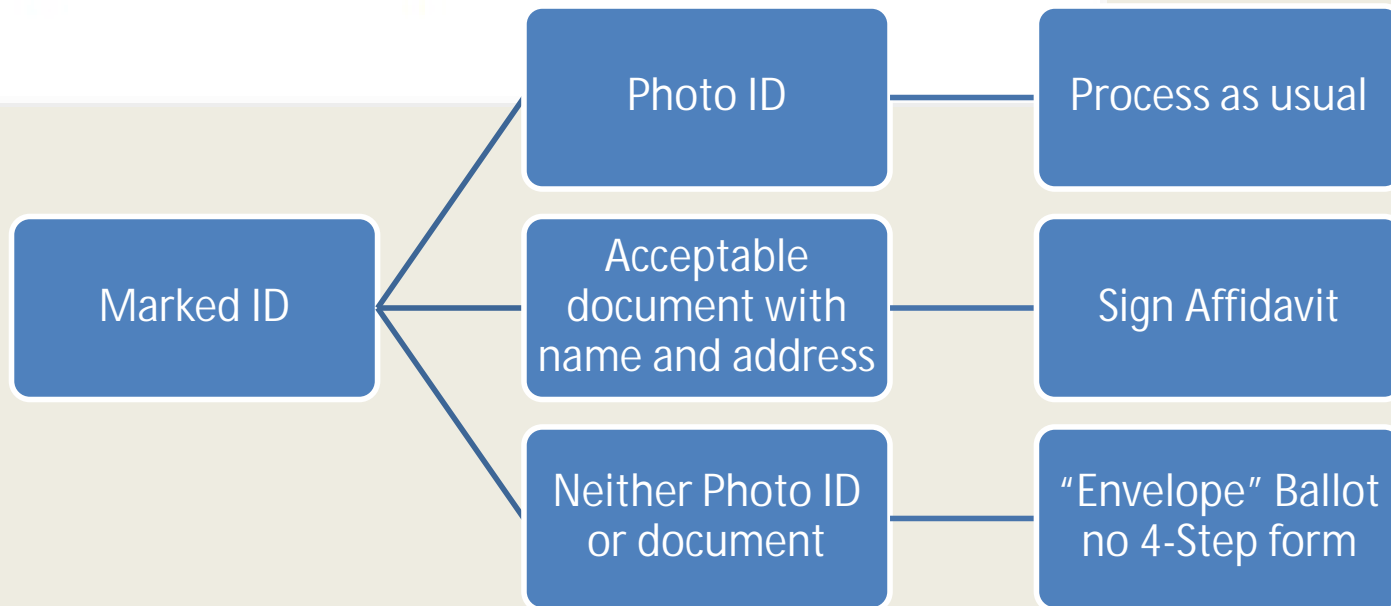 Photo ID
Process as usual
Marked ID
Acceptable
document with
name and address
Sign Affidavit
Neither Photo ID
or document
“Envelope” Ballot
no 4-Step form